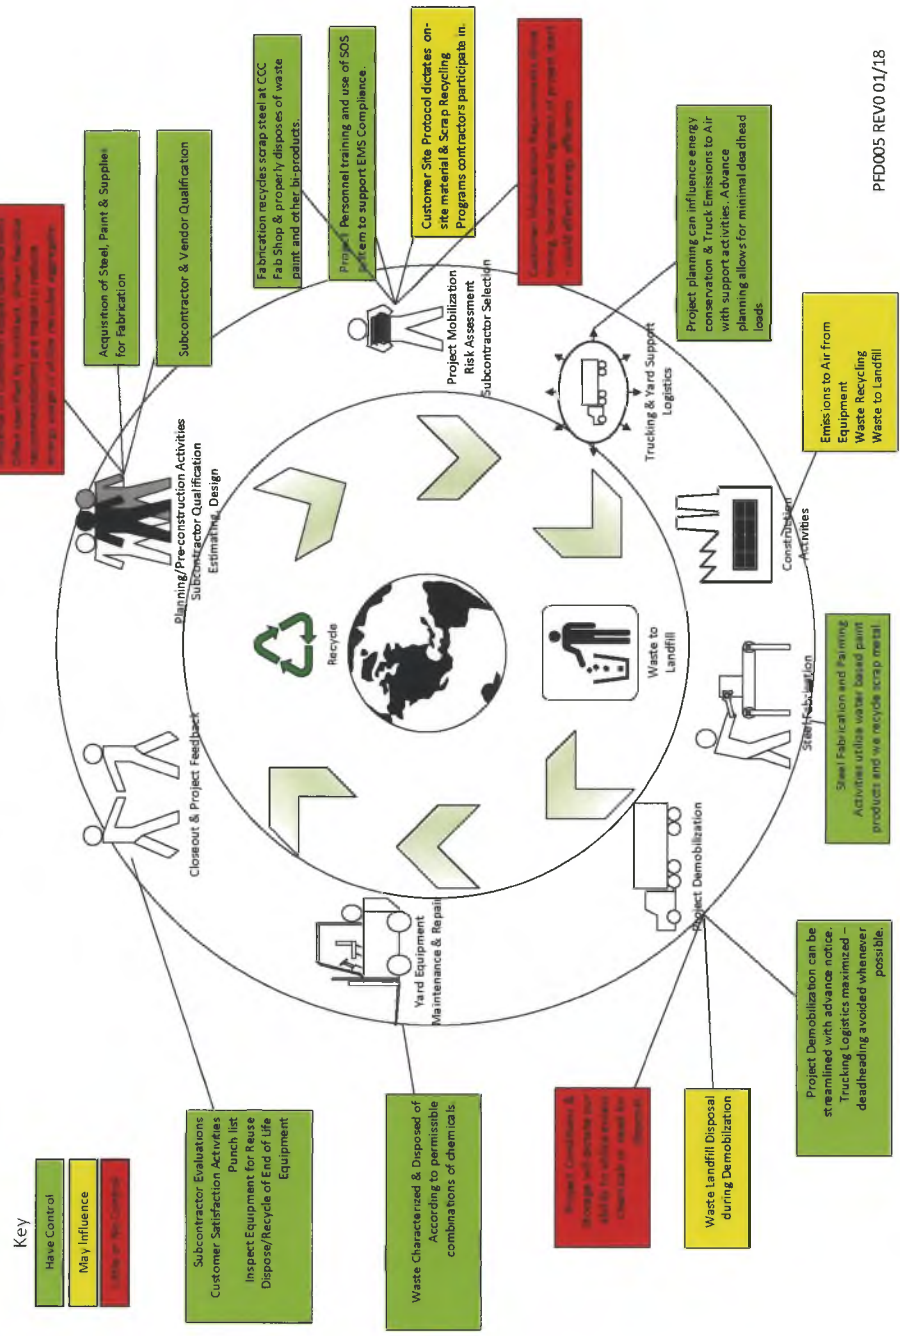 Key
Have Control
May Influence
Little or No Control
Acquisition of Steel, Paint & Supplies
for Fabrication
Subcontractor & Vendor Qualification
Fabrication recycles scrap steel at CCC
Fab Shop & properly disposes of waste
paint and other bi-products.
Project Personnel training and use of SOS
to support EMS Compliance.
Customer Site Protocol dictates on-
site material & Scrap Recycling
Programs contractors participate in.
Planning/Pre-construction Activities
Subcontractor Qualification
Estimating, Design
Project Mobilization
Risk Assessment
Subcontractor Selection
Trucking & Yard Support
Logistics
Project planning can influence energy
conservation & Truck Emissions to Air
with support activities. Advance
planning allows for minimal deadhead
loads
Construction
Activities
Emissions to Air from
Equipment
Waste Recycling
Waste to Landfill
Steel Fabrication
Steel Fabrication and Painting
Activities utilize water based paint
products and we recycle scrap metal.
Project Demobilization
Project Demobilization can be
streamlined with advance notice.
Trucking Logistics maximized –
deadheading avoided whenever
possible.
Waste Landfill Disposal
during Demobilzation
Yard Equipment
Maintenance & Repair
Waste Characterized & Disposed of
According to permissible
combinations of chemicals.
Closeout & Project Feedback
Subcontractor Evaluations
Customer Satisfaction Activities
Punch list
Inspect Equipment for Reuse
Dispose/Recycle of End of Life
Equipment
Recycle
Waste to
Landfill
PFD005 REV0 01/18